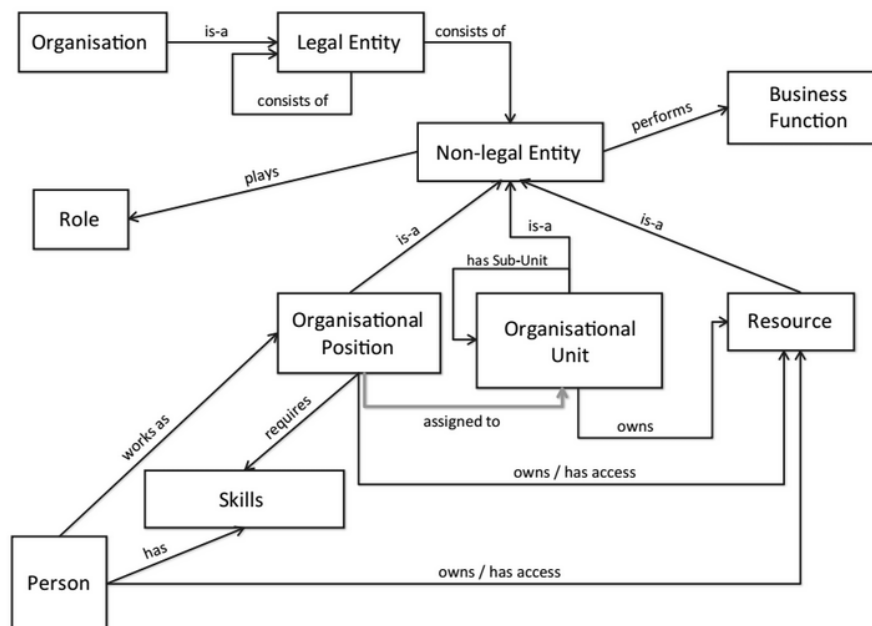 Organisation
is-a
Legal Entity
consists of
consists of
Business
Function
performs
Non-legal Entity
plays
Role
is-a
is-a
is-a
has Sub-Unit
Organisational
Position
Organisational
Unit
Resource
works as
requires
assigned to
owns
owns / has access
Skills
has
Person
owns / has access